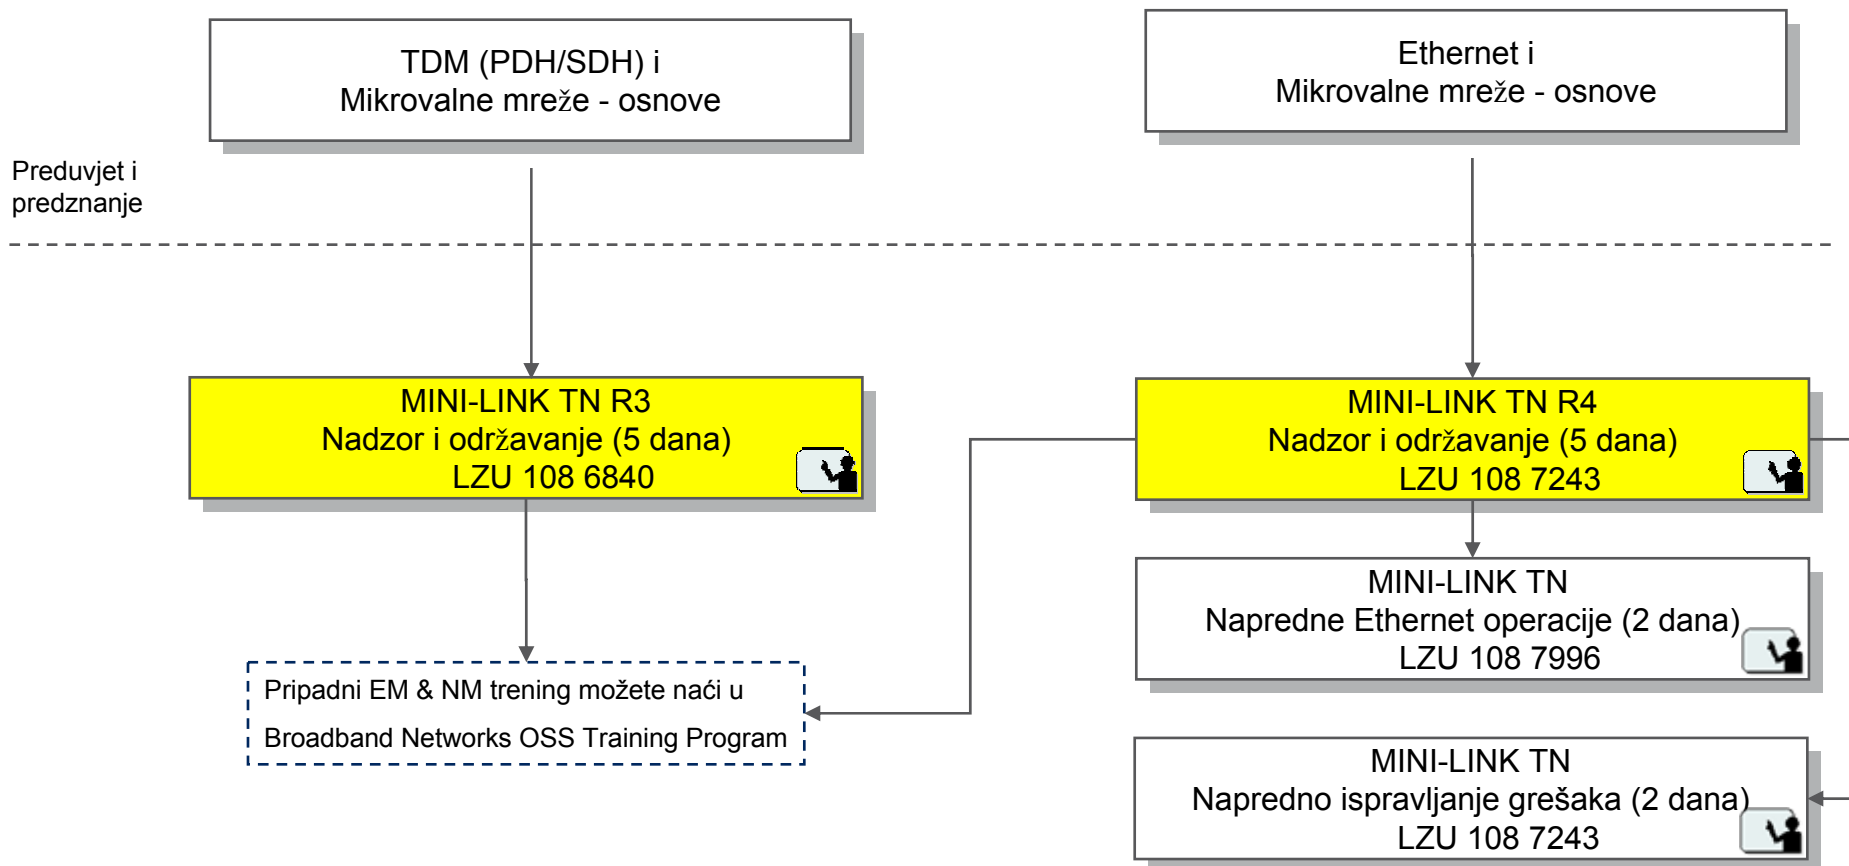 TDM (PDH/SDH) i
Mikrovalne mreže - osnove
Ethernet i
Mikrovalne mreže - osnove
Preduvjet i
predznanje
MINI-LINK TN R3
Nadzor i održavanje (5 dana)
LZU 108 6840
MINI-LINK TN R4
Nadzor i održavanje (5 dana)
LZU 108 7243
MINI-LINK TN
Napredne Ethernet operacije (2 dana)
LZU 108 7996
Pripadni EM & NM trening možete naći u
Broadband Networks OSS Training Program
MINI-LINK TN
Napredno ispravljanje grešaka (2 dana)
LZU 108 7243